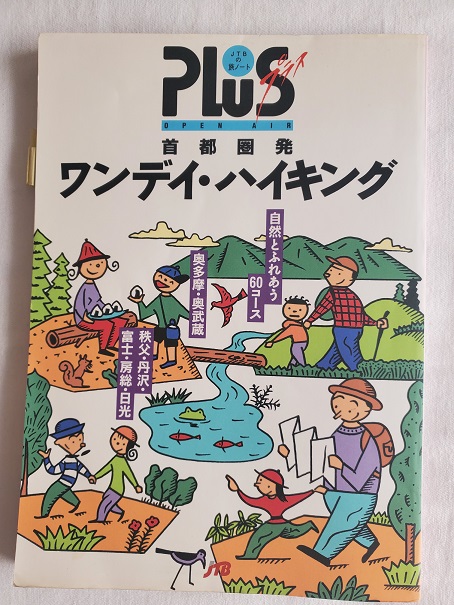 JTBの
旅ノート
PLUS
プラス
OPEN AIR
首都圏発
ワンデイ・ハイキング
自然とふれあう
60コース
奥多摩・奥武蔵
秩父・丹沢・
富士・房総・日光
JTB